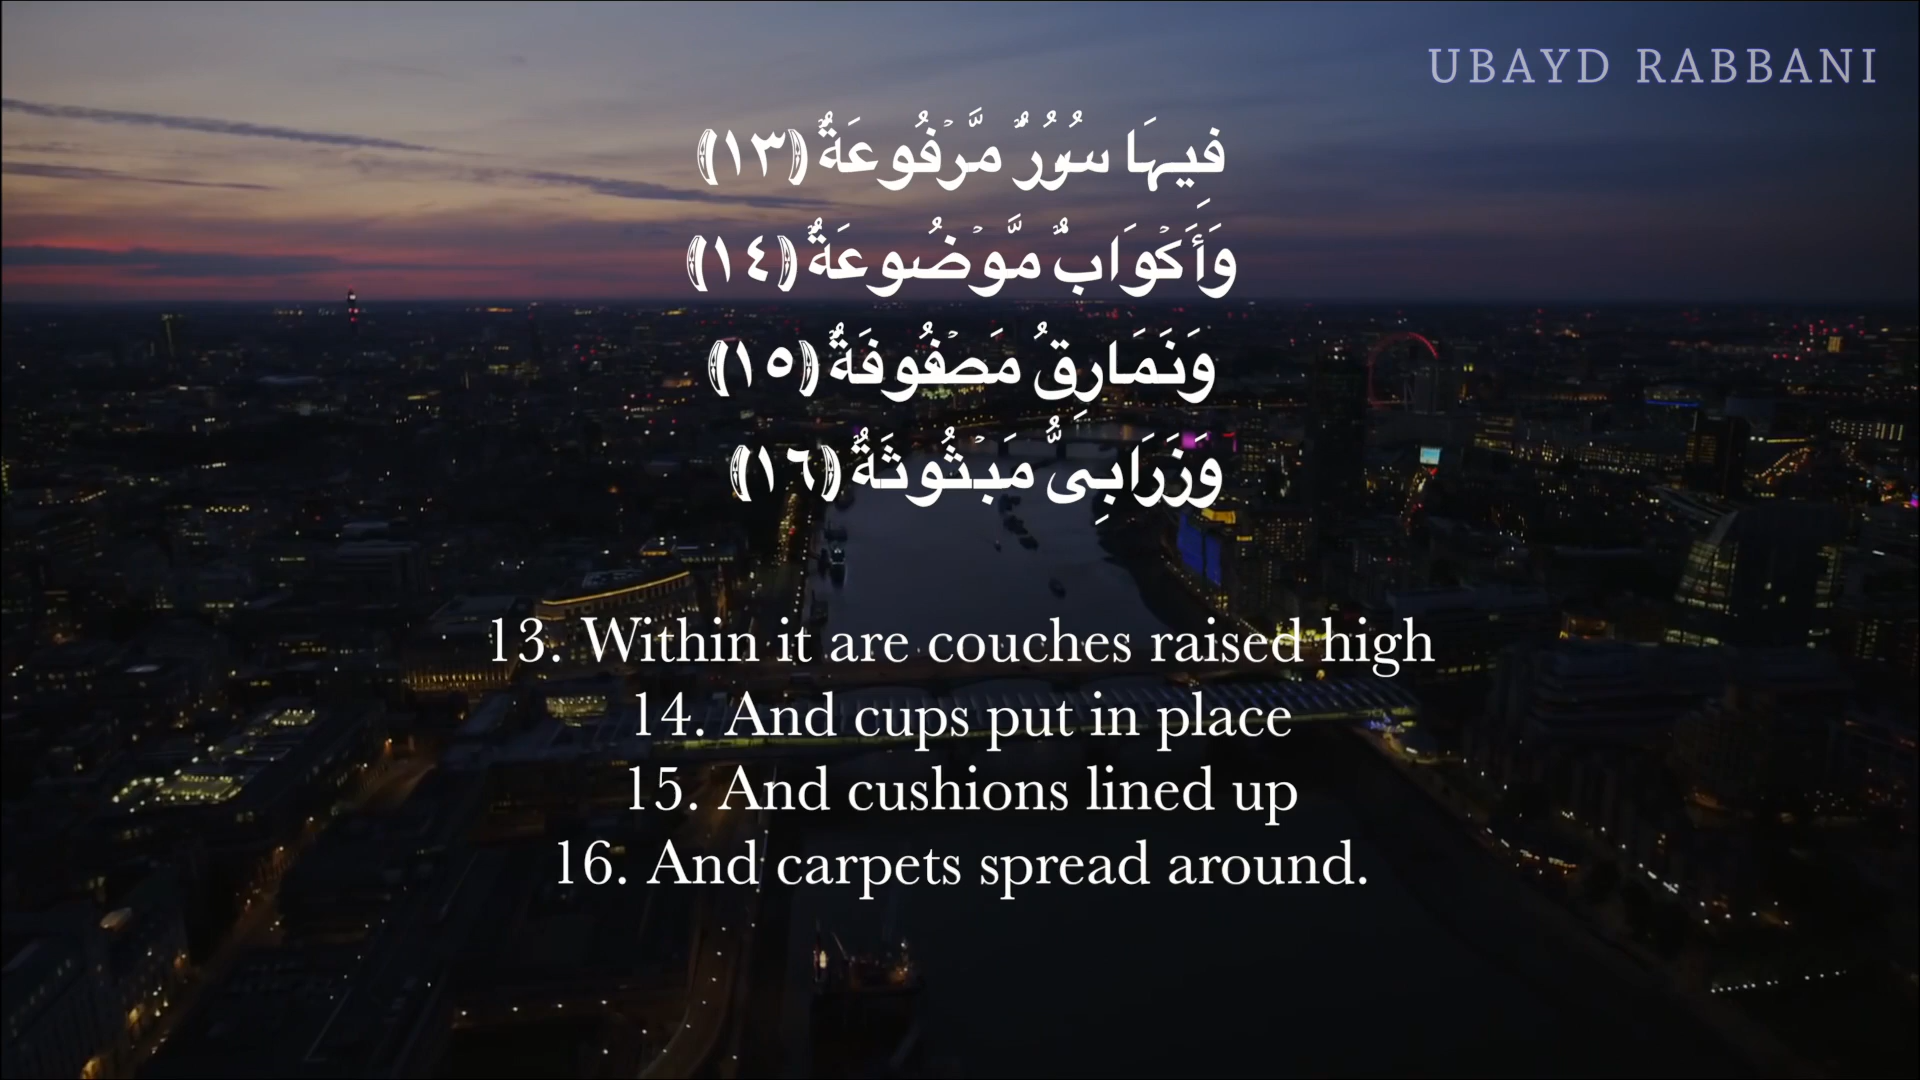 UBAYD RABBANI
فِيهَا سُرُرٌ مَّرْفُوعَةٌ ﴿١٣﴾
وَأَكْوَابٌ مَّوْضُوعَةٌ ﴿١٤﴾
وَنَمَارِقُ مَصْفُوفَةٌ ﴿١٥﴾
وَزَرَابِىُّ مَبْثُوثَةٌ ﴿١٦﴾
13. Within it are couches raised high
14. And cups put in place
15. And cushions lined up
16. And carpets spread around.